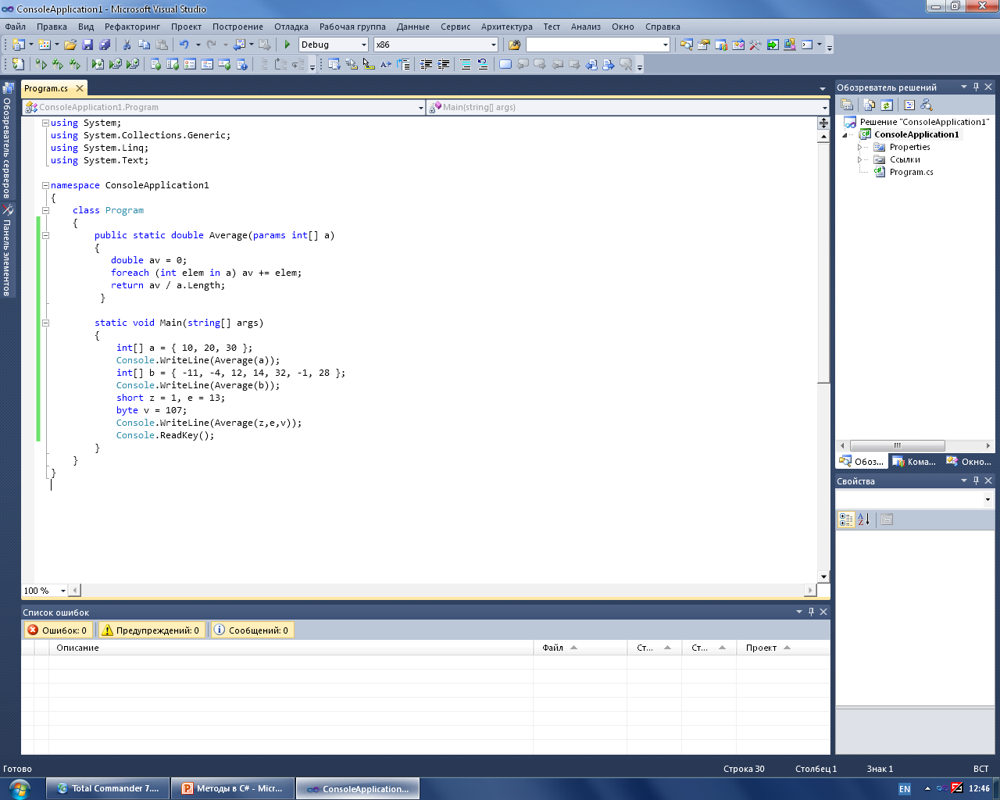 ConsoleApplication1 - Microsoft Visual Studio
Файл Правка Вид Рефакторинг Проект Построение Отладка Рабочая группа Данные Сервис Архитектура Тест Анализ Окно Справка
Debug x86
Обозреватель серверов
Панель элементов
Program.cs
ConsoleApplication1.Program Main(string[] args)
using System;
using System.Collections.Generic;
using System.Linq;
using System.Text;
namespace ConsoleApplication1
{
class Program
{
public static double Average(params int[] a)
{
double av = 0;
foreach (int elem in a) av += elem;
return av / a.Length;
}
static void Main(string[] args)
{
int[] a = { 10, 20, 30 };
Console.WriteLine(Average(a));
int[] b = { -11, -4, 12, 14, 32, -1, 28 };
Console.WriteLine(Average(b));
short z = 1, e = 13;
byte v = 107;
Console.WriteLine(Average(z,e,v));
Console.ReadKey();
}
}
}
100 %
Обозреватель решений
Решение "ConsoleApplication1"
ConsoleApplication1
Properties
Ссылки
Program.cs
Обоз... Кома... Окно...
Свойства
Список ошибок
Ошибок: 0 Предупреждений: 0 Сообщений: 0
Описание Файл Ст... Ст... Проект
Готово Строка 30 Столбец 1 Знак 1 ВСТ
Total Commander 7.... Методы в C# - Micr... ConsoleApplication... EN 12:46